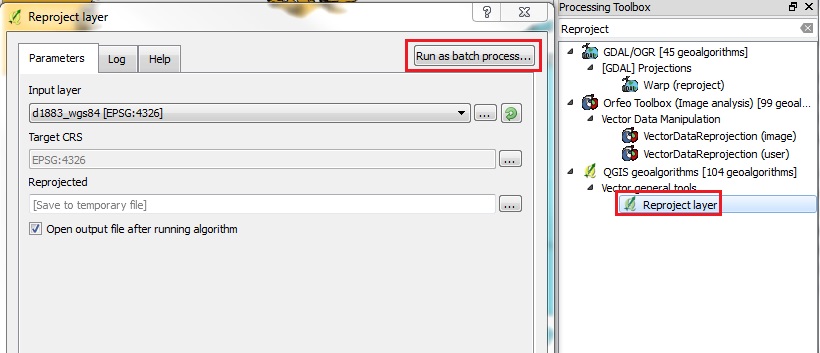 Reproject layer
Parameters
Log
Help
Run as batch process...
Input layer
d1883_wgs84 [EPSG:4326]
...
Target CRS
EPSG:4326
...
Reprojected
[Save to temporary file]
...
Open output file after running algorithm
Processing Toolbox
Reproject
GDAL/OGR [45 geoalgorithms]
[GDAL] Projections
Warp (reproject)
Orfeo Toolbox (Image analysis) [99 geoal...
Vector Data Manipulation
VectorDataReprojection (image)
VectorDataReprojection (user)
QGIS geoalgorithms [104 geoalgorithms]
Vector general tools
Reproject layer